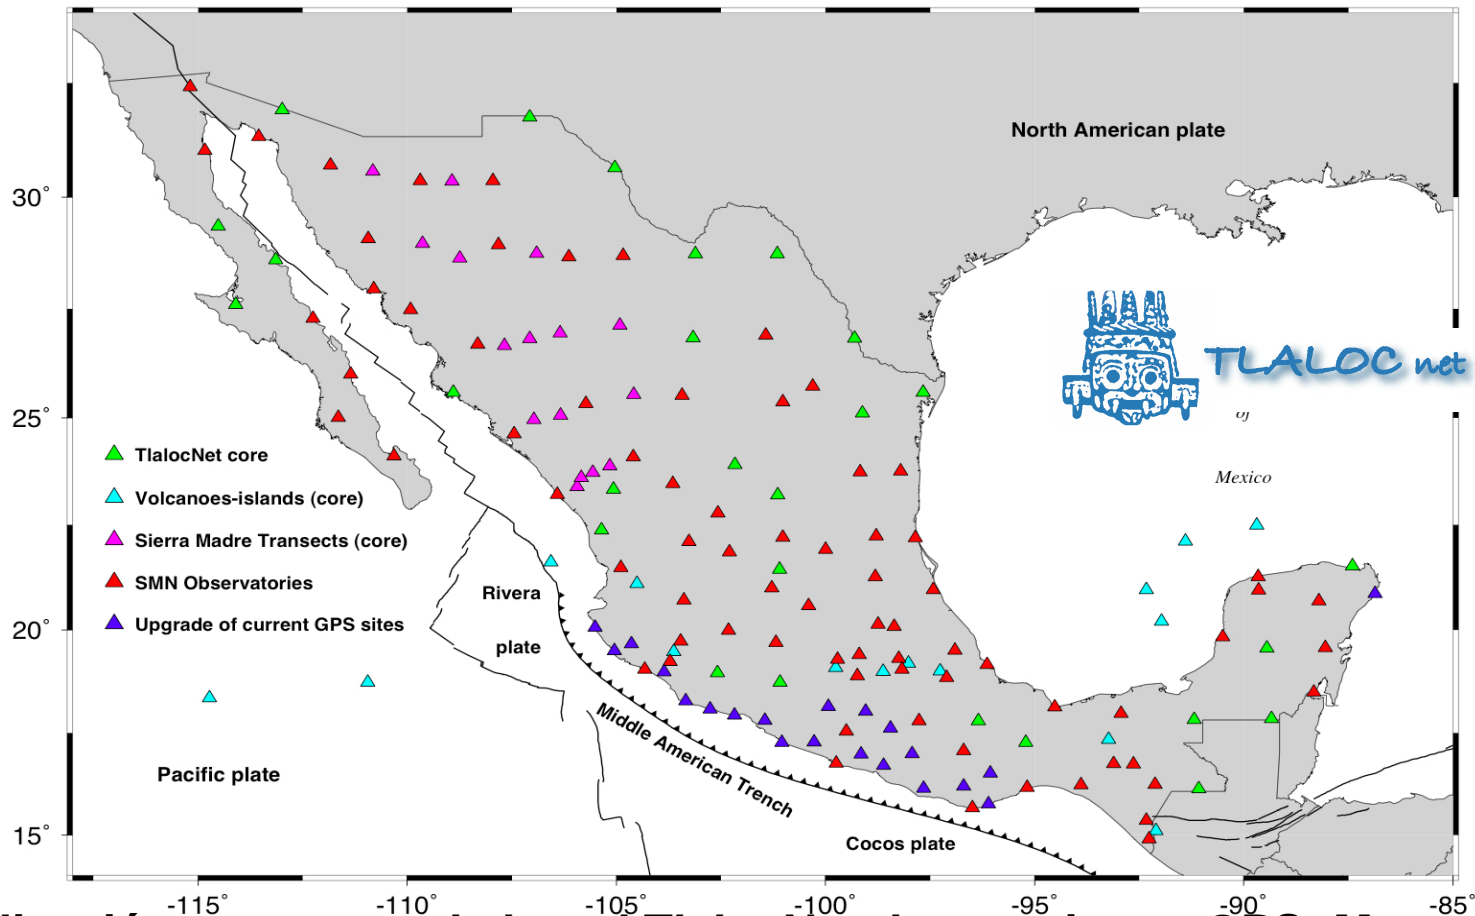 North American plate
30°
TLALOC net
of
25°
TlalocNet core
Mexico
Volcanoes-islands (core)
Sierra Madre Transects (core)
SMN Observatories
Rivera
Upgrade of current GPS sites
20°
plate
Middle American Trench
Pacific plate
15°
Cocos plate
-115° -110° -105 -100° -95° -90° -85°